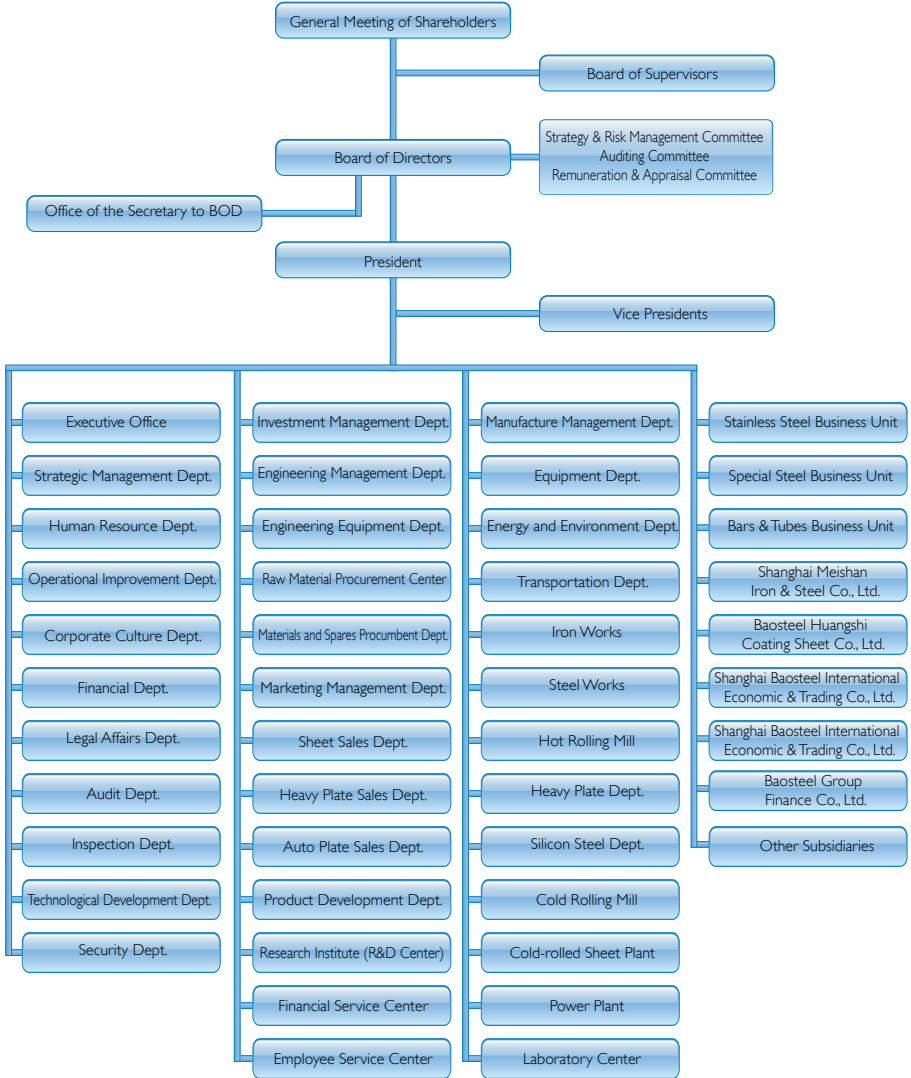 General Meeting of Shareholders
Board of Supervisors
Strategy & Risk Management Committee
Auditing Committee
Remuneration & Appraisal Committee
Board of Directors
Office of the Secretary to BOD
President
Vice Presidents
Executive Office
Strategic Management Dept.
Human Resource Dept.
Operational Improvement Dept.
Corporate Culture Dept.
Financial Dept.
Legal Affairs Dept.
Audit Dept.
Inspection Dept.
Technological Development Dept.
Security Dept.
Investment Management Dept.
Engineering Management Dept.
Engineering Equipment Dept.
Raw Material Procurement Center
Materials and Spares Procumbent Dept.
Marketing Management Dept.
Sheet Sales Dept.
Heavy Plate Sales Dept.
Auto Plate Sales Dept.
Product Development Dept.
Research Institute (R&D Center)
Financial Service Center
Employee Service Center
Manufacture Management Dept.
Equipment Dept.
Energy and Environment Dept.
Transportation Dept.
Iron Works
Steel Works
Hot Rolling Mill
Heavy Plate Dept.
Silicon Steel Dept.
Cold Rolling Mill
Cold-rolled Sheet Plant
Power Plant
Laboratory Center
Stainless Steel Business Unit
Special Steel Business Unit
Bars & Tubes Business Unit
Shanghai Meishan
Iron & Steel Co., Ltd.
Baosteel Huangshi
Coating Sheet Co., Ltd.
Shanghai Baosteel International
Economic & Trading Co., Ltd.
Shanghai Baosteel International
Economic & Trading Co., Ltd.
Baosteel Group
Finance Co., Ltd.
Other Subsidiaries